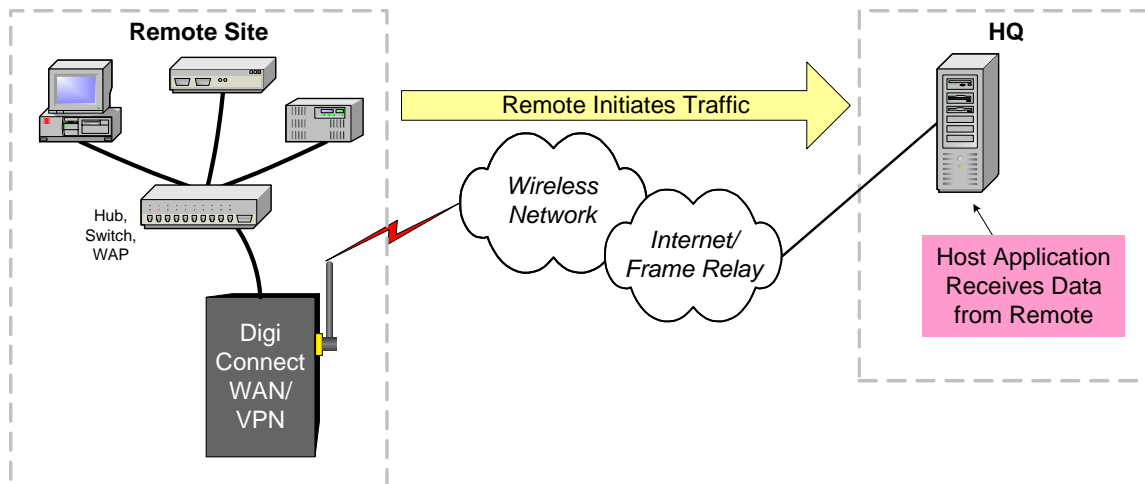 Remote Site
HQ
Remote Initiates Traffic
Hub,
Switch,
WAP
Wireless
Network
Internet/
Frame Relay
Digi
Connect
WAN/
VPN
Host Application
Receives Data
from Remote